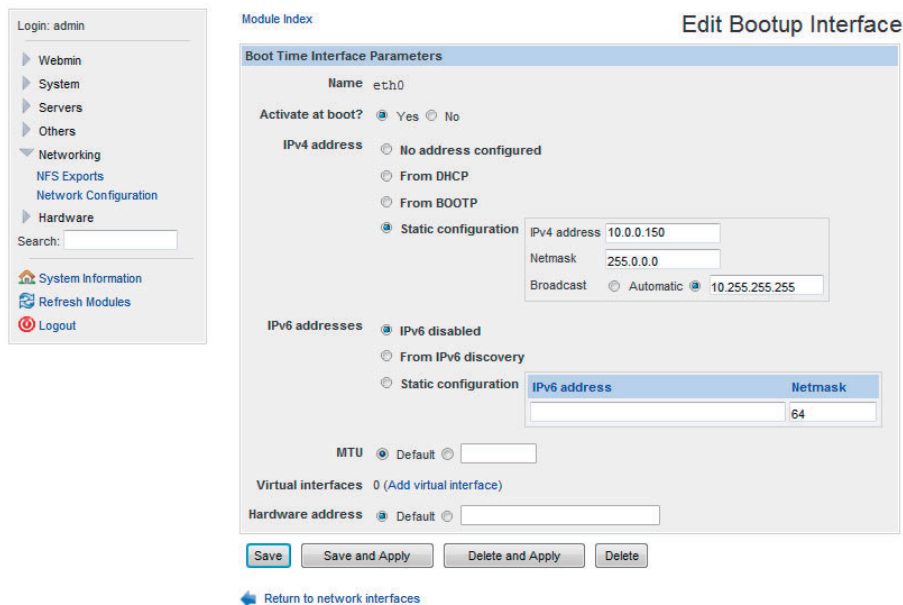 Login: admin
Webmin
System
Servers
Others
Networking
NFS Exports
Network Configuration
Hardware
Search:
System Information
Refresh Modules
Logout
Module Index
Edit Bootup Interface
Boot Time Interface Parameters
Name eth0
Activate at boot? Yes No
IPv4 address No address configured
From DHCP
From BOOTP
Static configuration IPv4 address 10.0.0.150
Netmask 255.0.0.0
Broadcast Automatic 10.255.255.255
IPv6 addresses IPv6 disabled
From IPv6 discovery
Static configuration IPv6 address Netmask
64
MTU Default
Virtual interfaces 0 (Add virtual interface)
Hardware address Default
Save Save and Apply Delete and Apply Delete
Return to network interfaces